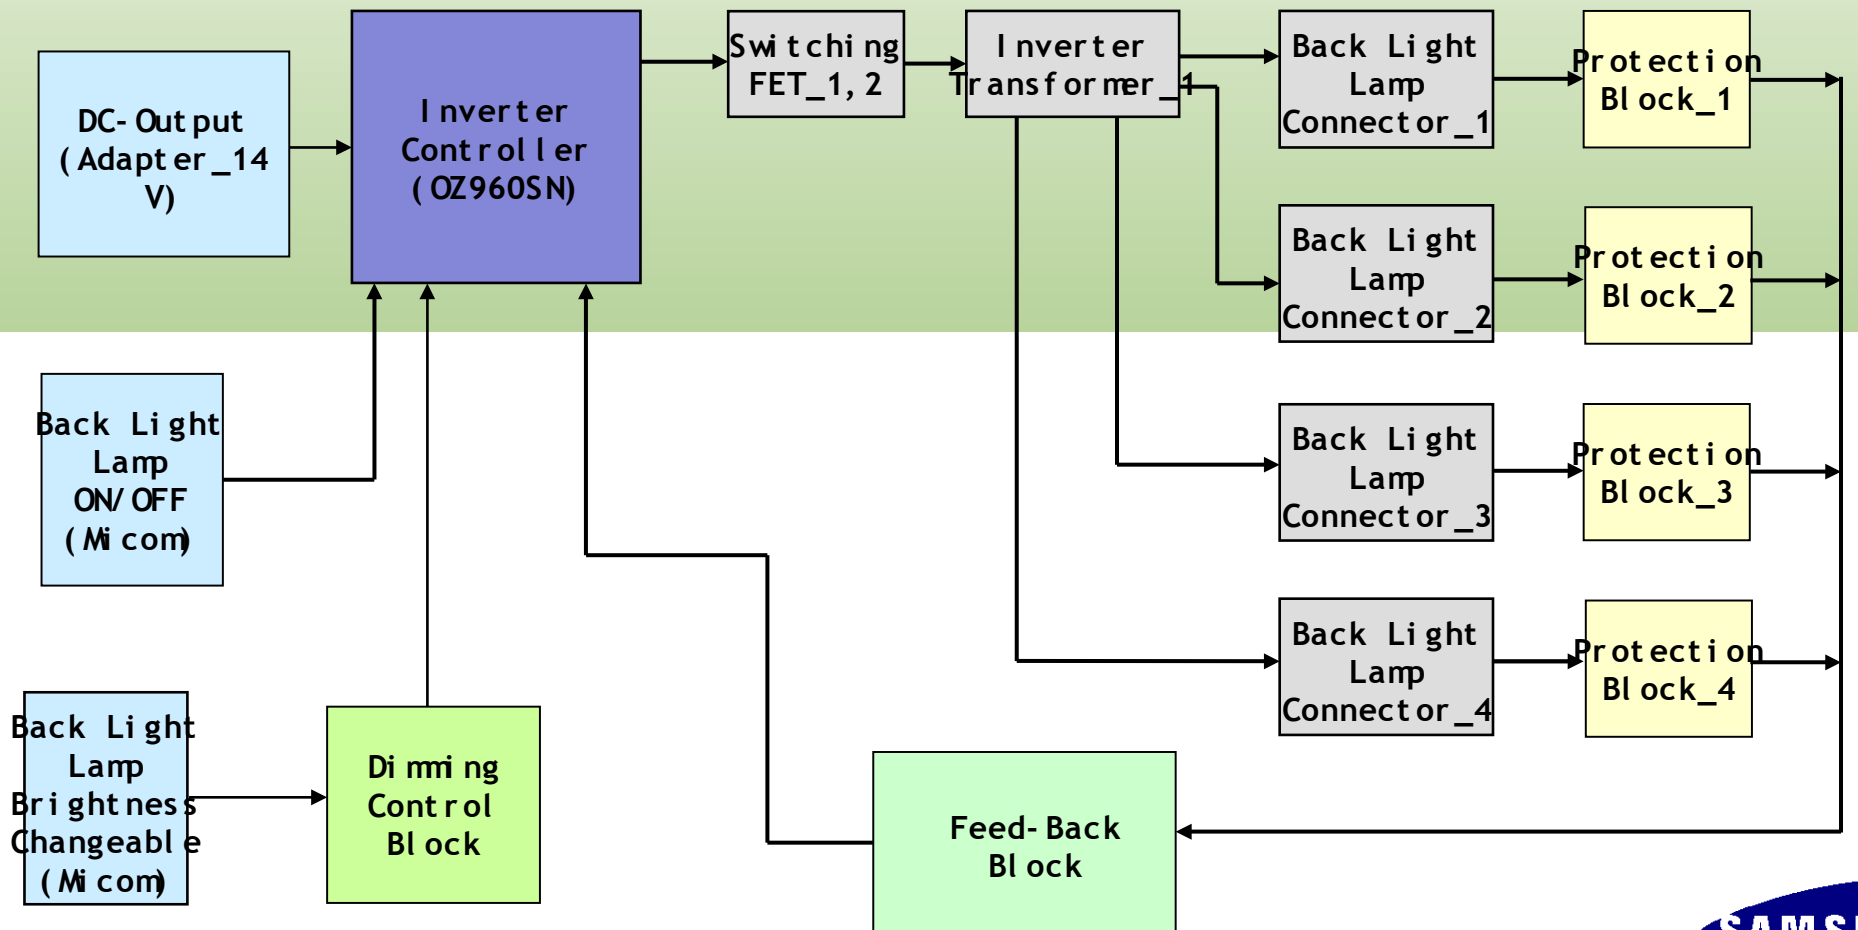 DC-Output
(Adapter_14
V)
Inverter
Controller
(OZ960SN)
Switching
FET_1,2
Inverter
Transformer_1
Back Light
Lamp
Connector_1
Protection
Block_1
Back Light
Lamp
Connector_2
Protection
Block_2
Back Light
Lamp
ON/OFF
(Micom)
Back Light
Lamp
Connector_3
Protection
Block_3
Back Light
Lamp
Connector_4
Protection
Block_4
Back Light
Lamp
Brightness
Changeable
(Micom)
Dimming
Control
Block
Feed-Back
Block